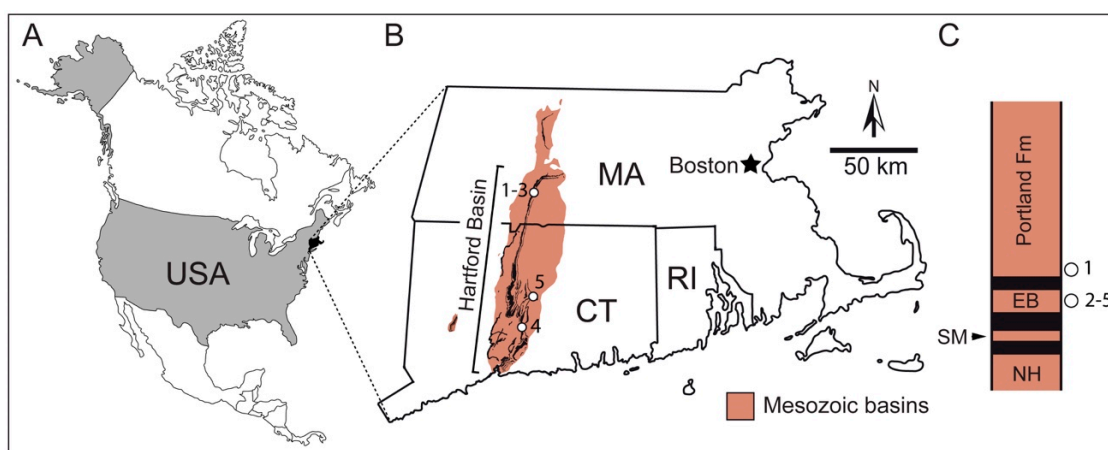 A
USA
B
N
50 km
Boston
MA
1-3
Hartford Basin
5
4
CT
RI
Mesozoic basins
C
Portland Fm
1
EB
2-5
SM
NH